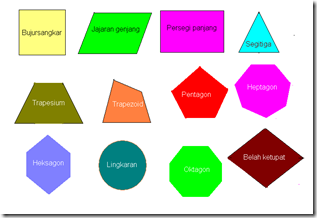 Bujursangkar
Jajaran genjang
Persegi panjang
Segitiga
Trapesium
Trapezoid
Pentagon
Heptagon
Heksagon
Lingkaran
Oktagon
Belah ketupat